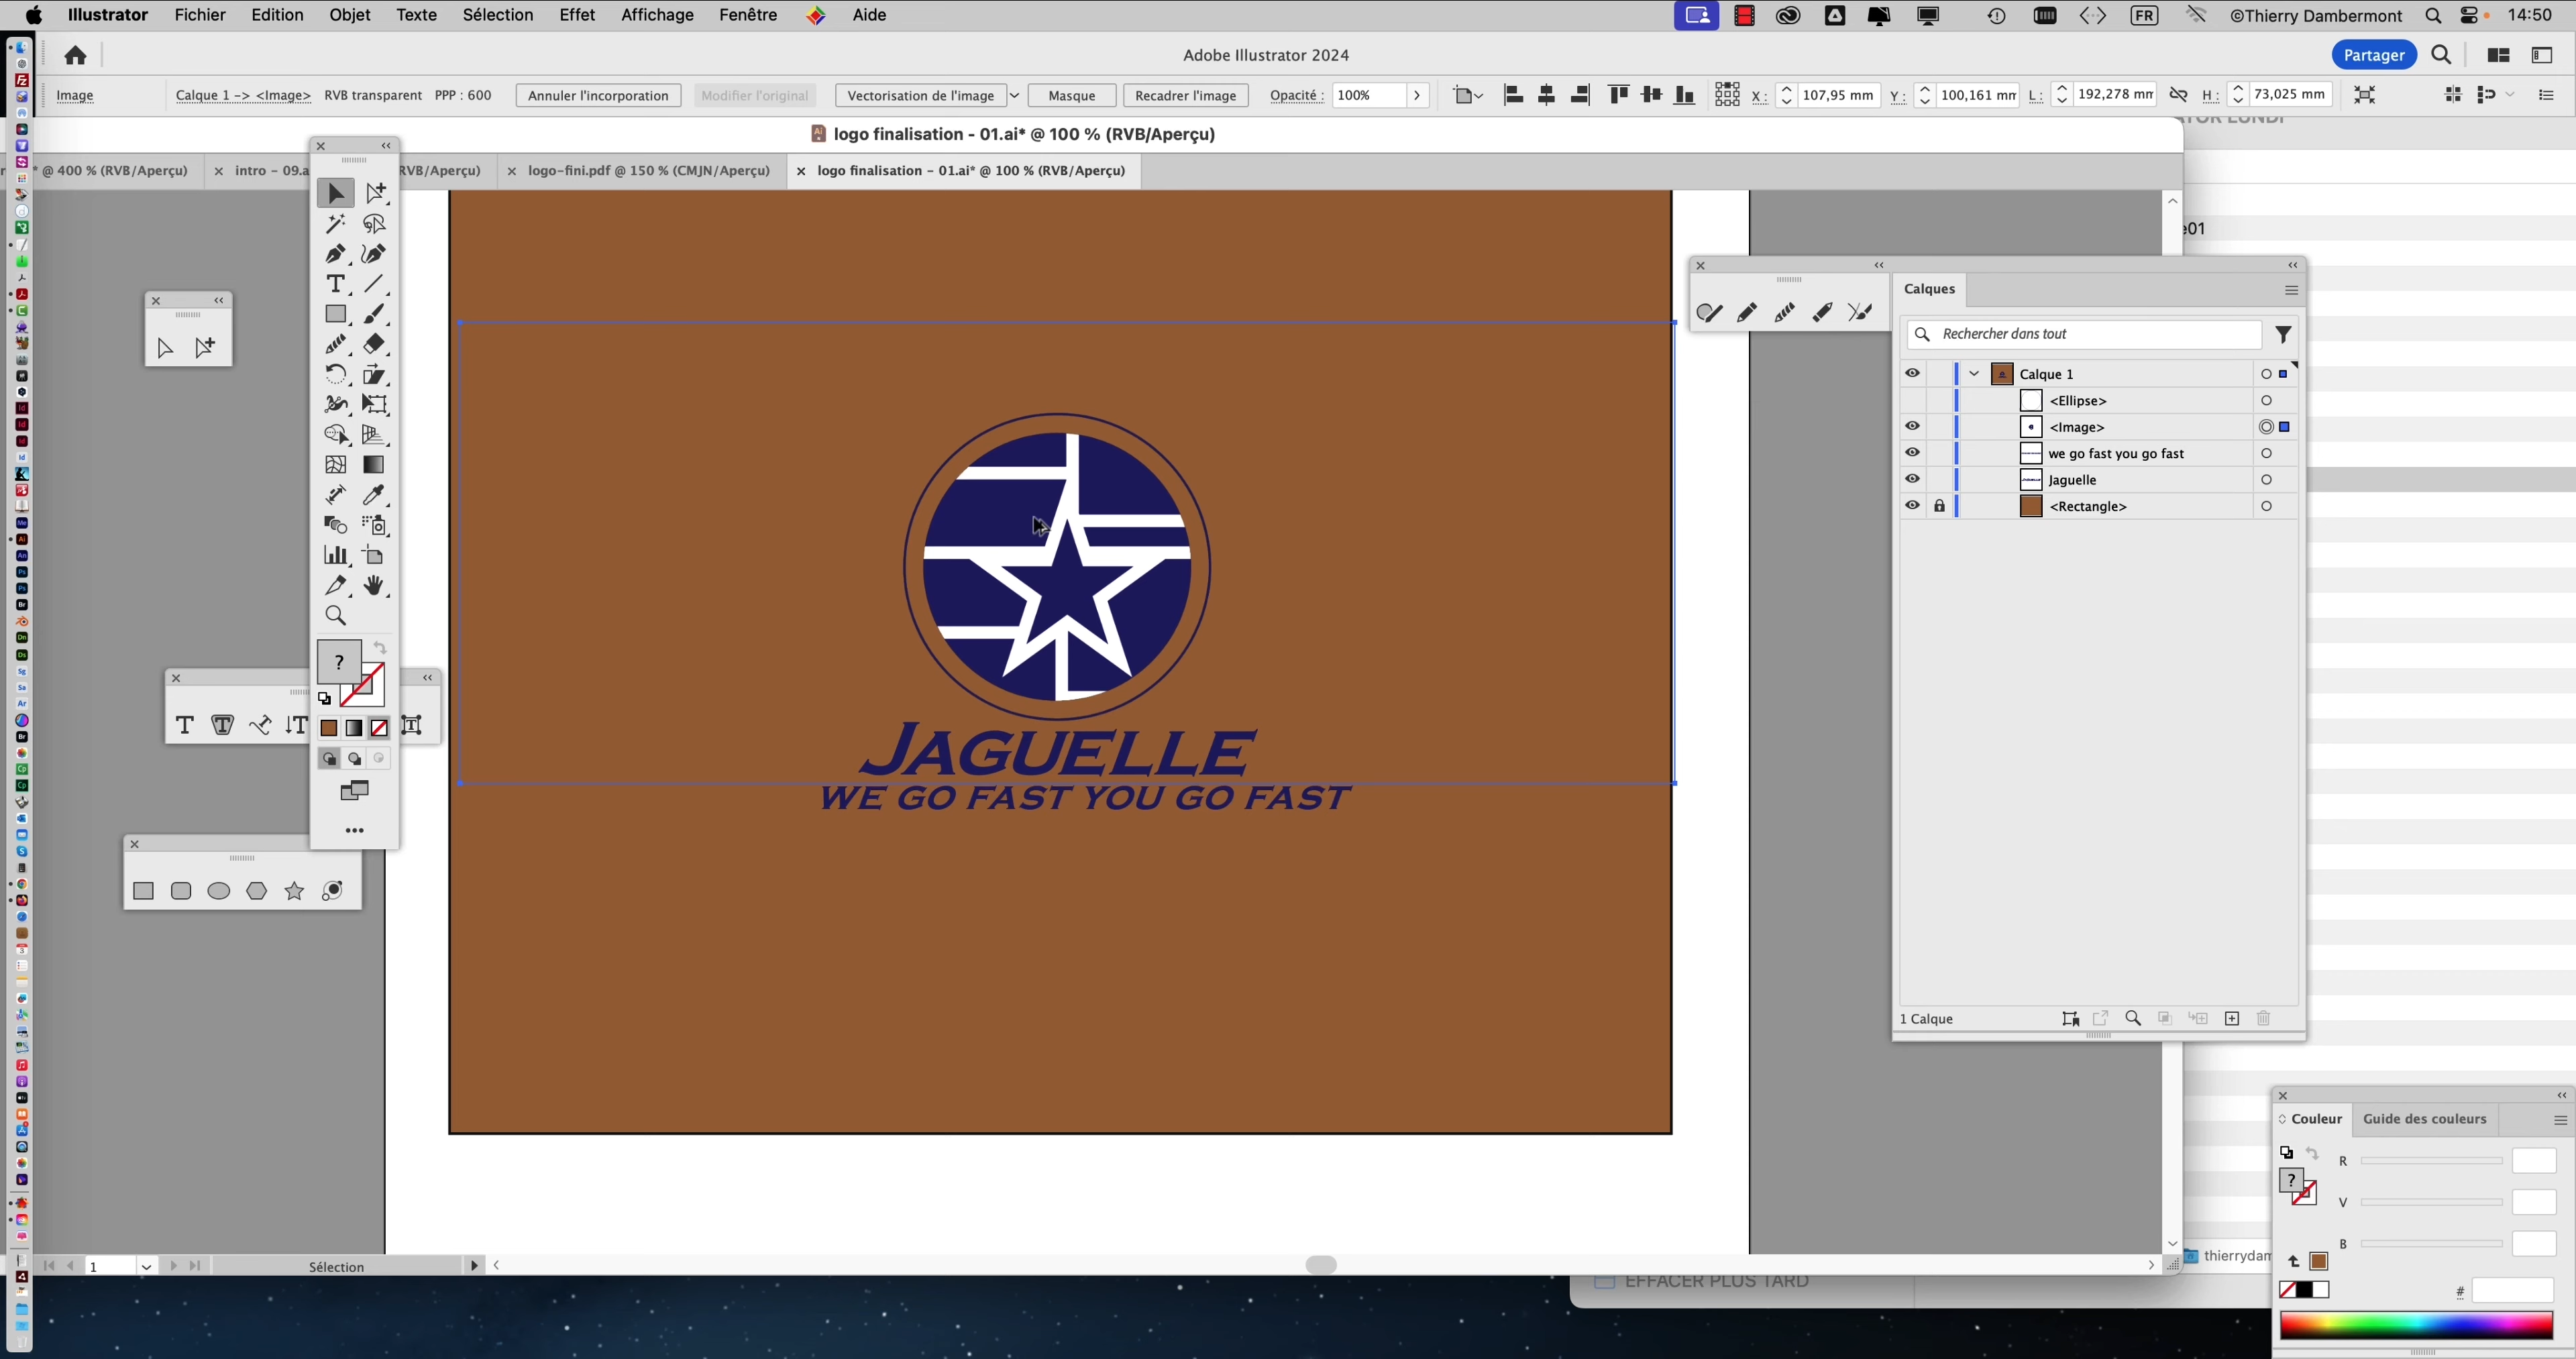 Illustrator Fichier Edition Objet Texte Sélection Effet Affichage Fenêtre Aide FR ©Thierry Dambermont 14:50
Adobe Illustrator 2024 Partager
Image Calque 1 -> <Image> RVB transparent PPP : 600 Annuler l'incorporation Modifier l'original Vectorisation de l'image Masque Recadrer l'image Opacité : 100% X : 107,95 mm Y : 100,161 mm L : 192,278 mm H : 73,025 mm
logo finalisation - 01.ai* @ 100 % (RVB/Aperçu)
* @ 400 % (RVB/Aperçu) intro - 09.a RVB/Aperçu) logo-fini.pdf @ 150 % (CMJN/Aperçu) logo finalisation - 01.ai* @ 100 % (RVB/Aperçu)
e01
Calques
Rechercher dans tout
Calque 1
<Ellipse>
<Image>
we go fast you go fast
Jaguelle
<Rectangle>
JAGUELLE
WE GO FAST YOU GO FAST
1 Calque
Couleur Guide des couleurs
R
V
B
#
1 Sélection
thierrydam
EFFACER PLUS TARD